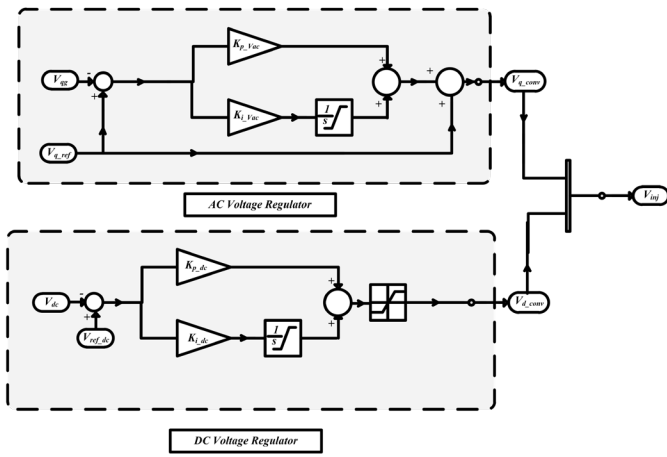 K_p_Vac
+
V_qg
-
+
+
V_q_conv
+
K_i_Vac
1/s
+
+
V_q_ref
AC Voltage Regulator
V_inj
K_p_dc
+
V_dc
-
V_d_conv
+
+
V_ref_dc
K_i_dc
1/s
DC Voltage Regulator